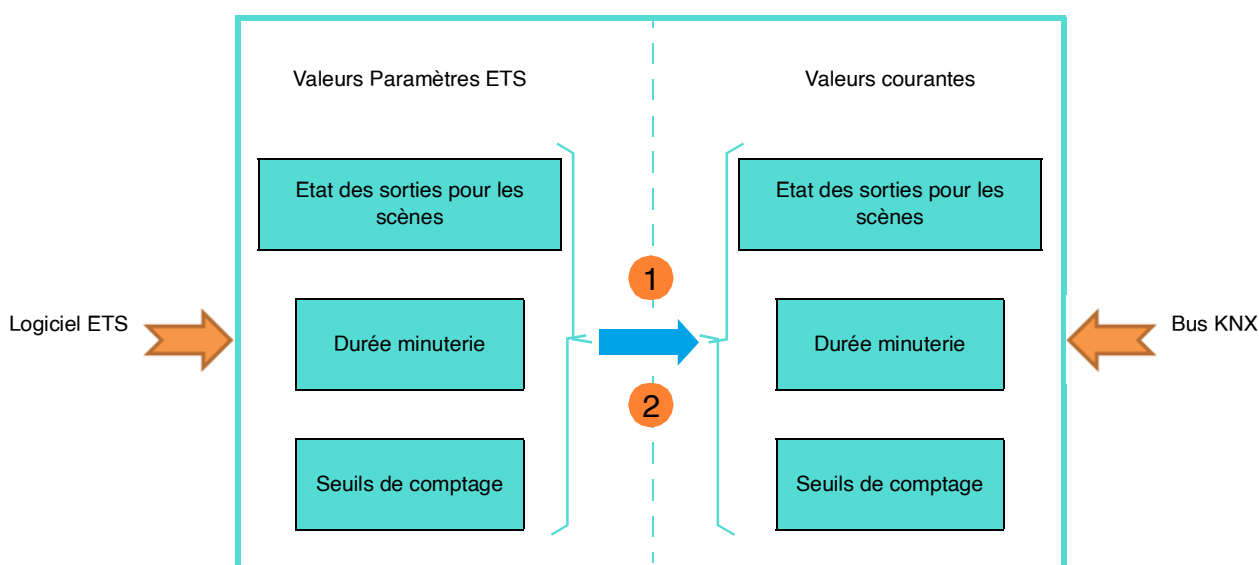 Valeurs Paramètres ETS
Valeurs courantes
Etat des sorties pour les
scènes
Etat des sorties pour les
scènes
1
Logiciel ETS
Durée minuterie
Durée minuterie
Bus KNX
2
Seuils de comptage
Seuils de comptage